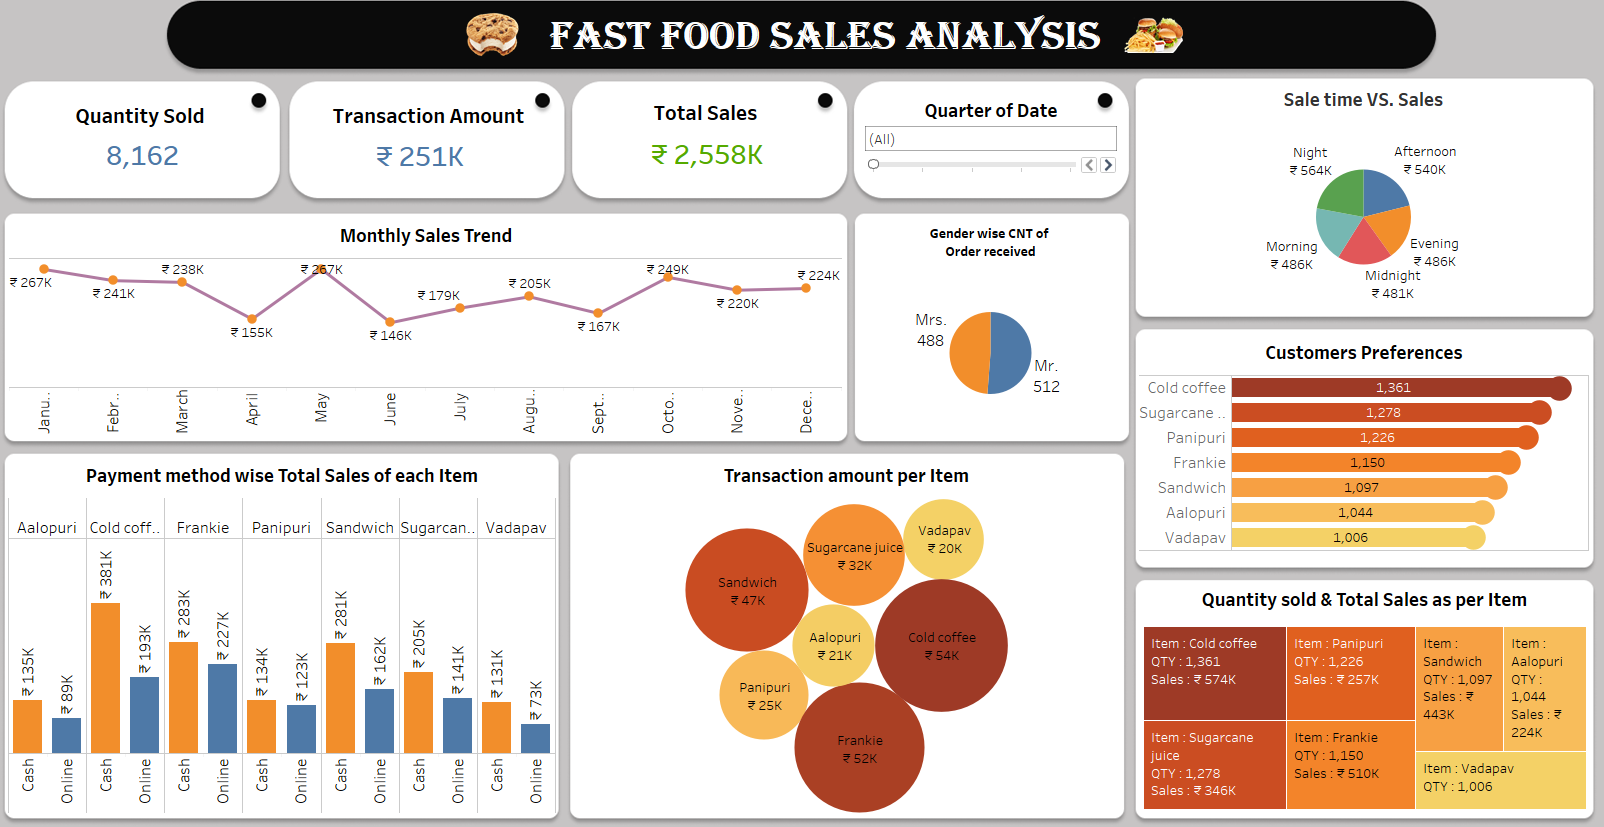 FAST FOOD SALES ANALYSIS
Quantity Sold
8,162
Transaction Amount
₹ 251K
Total Sales
₹ 2,558K
Quarter of Date
(All)
Sale time VS. Sales
Night
₹ 564K
Afternoon
₹ 540K
Morning
₹ 486K
Evening
₹ 486K
Midnight
₹ 481K
Monthly Sales Trend
₹ 267K
₹ 241K
₹ 238K
₹ 155K
₹ 267K
₹ 146K
₹ 179K
₹ 205K
₹ 167K
₹ 249K
₹ 220K
₹ 224K
Janu..
Febr..
March
April
May
June
July
Augu..
Sept..
Octo..
Nove..
Dece..
Gender wise CNT of
Order received
Mrs.
488
Mr.
512
Customers Preferences
Cold coffee 1,361
Sugarcane .. 1,278
Panipuri 1,226
Frankie 1,150
Sandwich 1,097
Aalopuri 1,044
Vadapav 1,006
Payment method wise Total Sales of each Item
Aalopuri
Cold coff..
Frankie
Panipuri
Sandwich
Sugarcan..
Vadapav
₹ 135K
₹ 89K
₹ 381K
₹ 193K
₹ 283K
₹ 227K
₹ 134K
₹ 123K
₹ 281K
₹ 162K
₹ 205K
₹ 141K
₹ 131K
₹ 73K
Cash
Online
Cash
Online
Cash
Online
Cash
Online
Cash
Online
Cash
Online
Cash
Online
Transaction amount per Item
Vadapav
₹ 20K
Sugarcane juice
₹ 32K
Sandwich
₹ 47K
Aalopuri
₹ 21K
Cold coffee
₹ 54K
Panipuri
₹ 25K
Frankie
₹ 52K
Quantity sold & Total Sales as per Item
Item : Cold coffee
QTY : 1,361
Sales : ₹ 574K
Item : Panipuri
QTY : 1,226
Sales : ₹ 257K
Item :
Sandwich
QTY : 1,097
Sales : ₹
443K
Item :
Aalopuri
QTY :
1,044
Sales : ₹
224K
Item : Sugarcane
juice
QTY : 1,278
Sales : ₹ 346K
Item : Frankie
QTY : 1,150
Sales : ₹ 510K
Item : Vadapav
QTY : 1,006